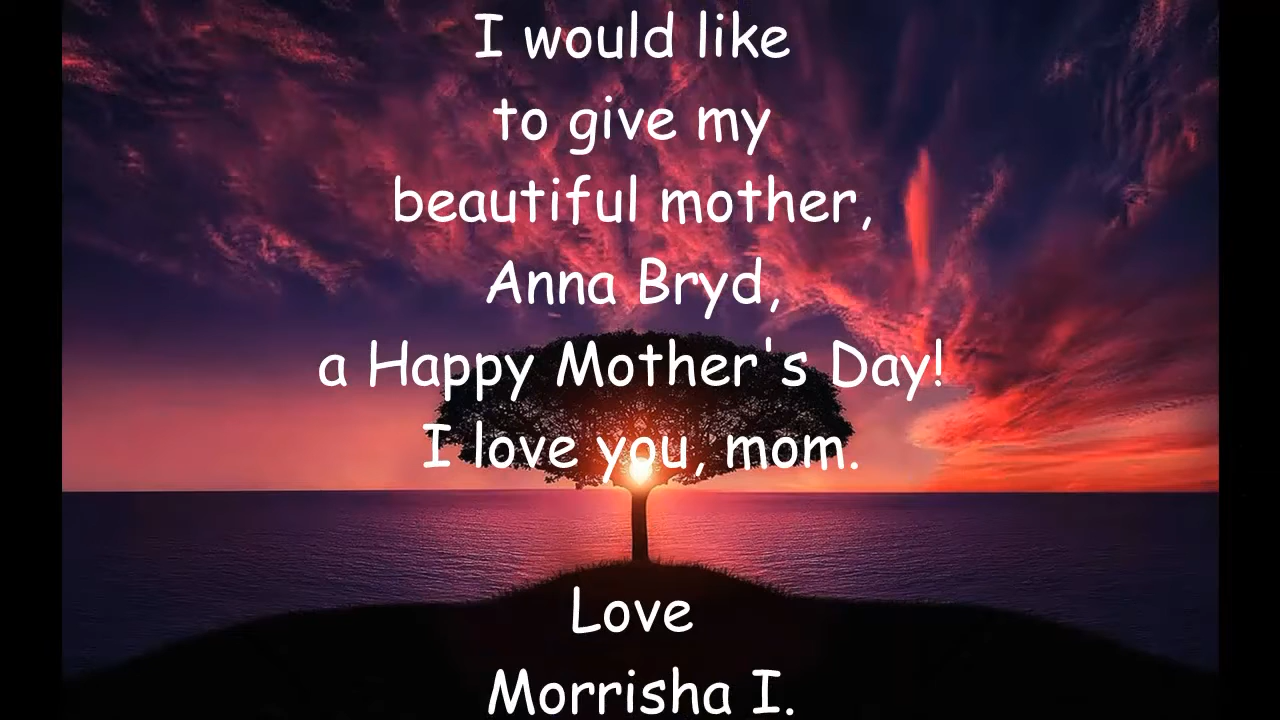 I would like
to give my
beautiful mother,
Anna Bryd,
a Happy Mother's Day!
I love you, mom.
Love
Morrisha I.